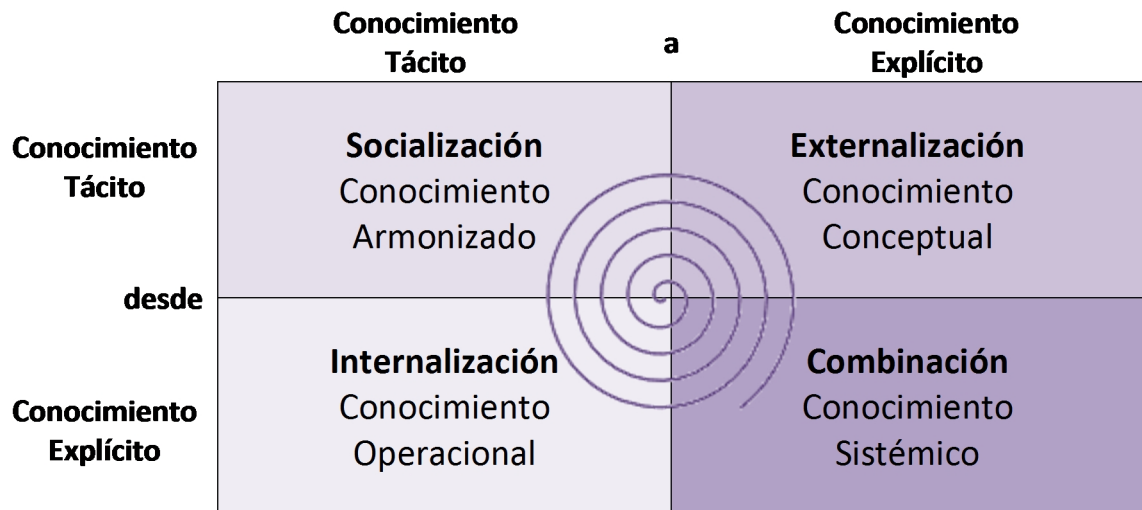 Conocimiento
Tácito
a
Conocimiento
Explícito
Conocimiento
Tácito
Socialización
Conocimiento
Armonizado
Externalización
Conocimiento
Conceptual
desde
Conocimiento
Explícito
Internalización
Conocimiento
Operacional
Combinación
Conocimiento
Sistémico